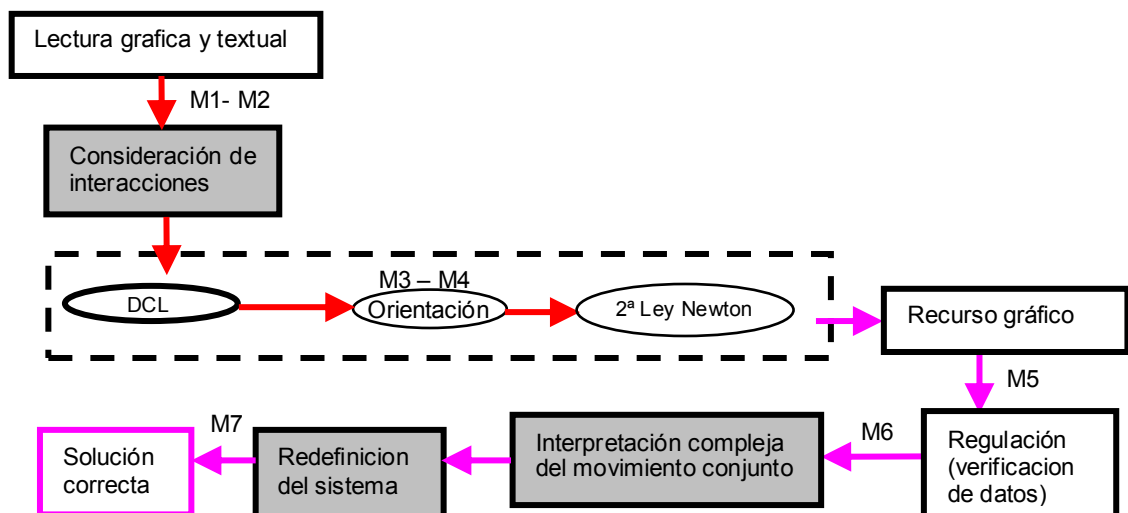 Lectura grafica y textual
M1- M2
Consideración de
interacciones
M3 – M4
DCL
Orientación
2ª Ley Newton
Recurso gráfico
M5
Regulación
(verificacion
de datos)
M6
Interpretación compleja
del movimiento conjunto
Redefinicion
del sistema
M7
Solución
correcta